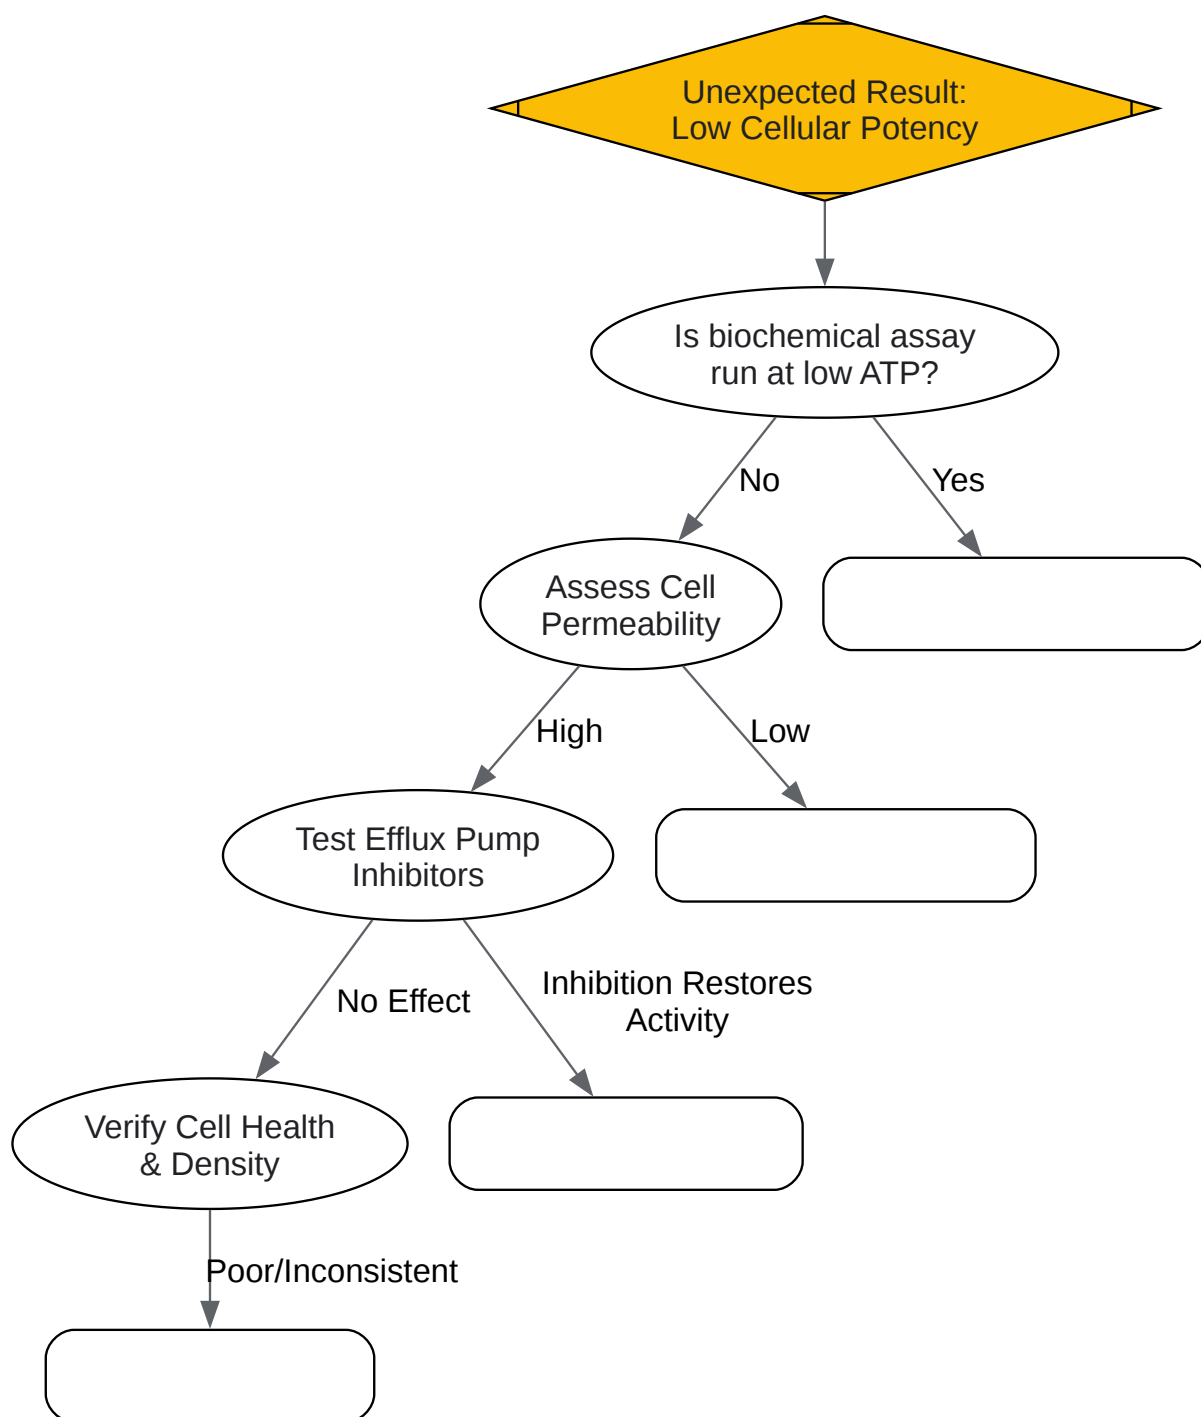 Unexpected Result:
Low Cellular Potency
Is biochemical assay
run at low ATP?
No
Yes
Assess Cell
Permeability
High
Low
Test Efflux Pump
Inhibitors
No Effect
Inhibition Restores
Activity
Verify Cell Health
& Density
Poor/Inconsistent